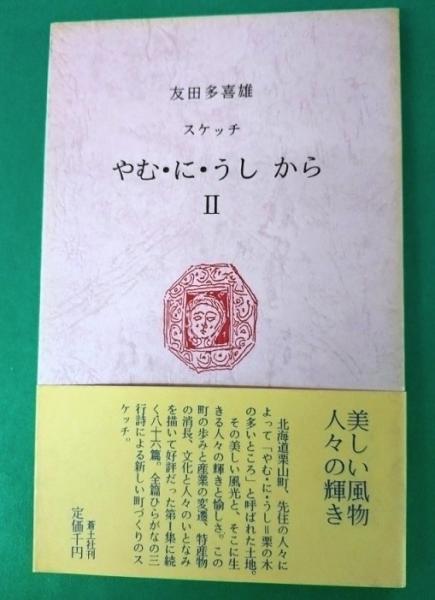 友田多喜雄
スケッチ
やむ・に・うし から
II
美しい風物
人々の輝き
北海道栗山町、先住の人々に
よって「やむ・に・うし＝栗の木
の多いところ」と呼ばれた土地。
その美しい風光と、そこに生
きる人々の輝きと愉しさ。この
町の歩みと産業の変遷、特産物
の消長、文化と人々のいとなみ
を描いて好評だった第Ⅰ集に続
く八十六篇。全篇ひらがなの三
行詩による新しい町づくりのス
ケッチ。
蒼土社刊
定価千円